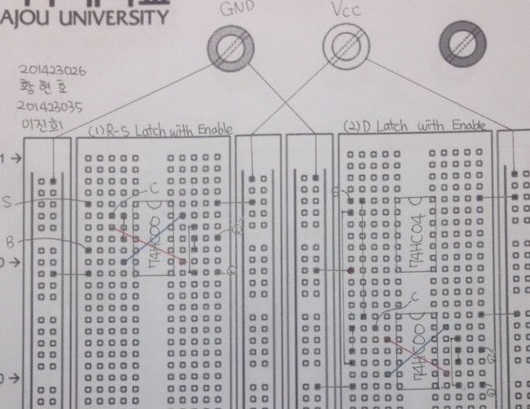 AJOU UNIVERSITY
GND
Vcc
201423026
황현호
201423035
이진희
(1) R-S Latch with Enable
(2) D Latch with Enable
1
S
C
74HC00
C
74HC04
C
74HC00